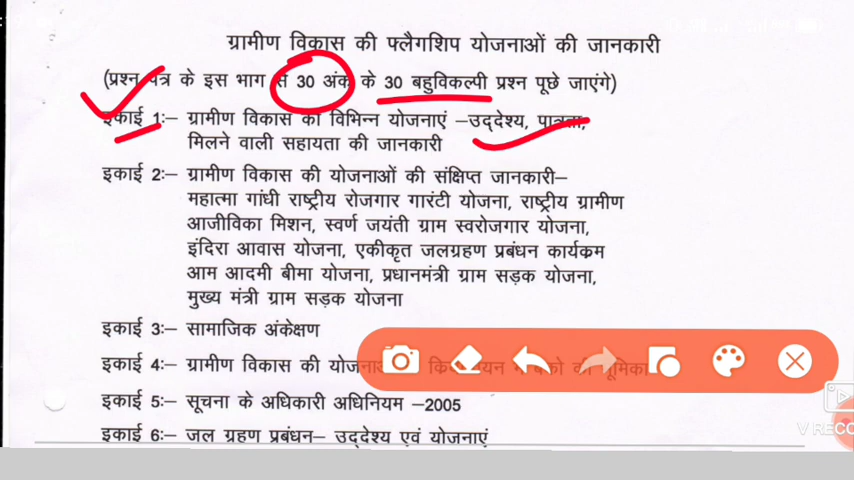 ग्रामीण विकास की फ्लैगशिप योजनाओं की जानकारी
(प्रश्न पत्र के इस भाग से 30 अंक के 30 बहुविकल्पी प्रश्न पूछे जाएंगे)
इकाई 1:– ग्रामीण विकास की विभिन्न योजनाएं –उद्देश्य, पात्रता,
मिलने वाली सहायता की जानकारी
इकाई 2:– ग्रामीण विकास की योजनाओं की संक्षिप्त जानकारी–
महात्मा गांधी राष्ट्रीय रोजगार गारंटी योजना, राष्ट्रीय ग्रामीण
आजीविका मिशन, स्वर्ण जयंती ग्राम स्वरोजगार योजना,
इंदिरा आवास योजना, एकीकृत जलग्रहण प्रबंधन कार्यक्रम
आम आदमी बीमा योजना, प्रधानमंत्री ग्राम सड़क योजना,
मुख्य मंत्री ग्राम सड़क योजना
इकाई 3:– सामाजिक अंकेक्षण
इकाई 4:– ग्रामीण विकास की भूमिका
इकाई 5:– सूचना के अधिकारी अधिनियम –2005
इकाई 6:– जल ग्रहण प्रबंधन– उद्देश्य एवं योजनाएं